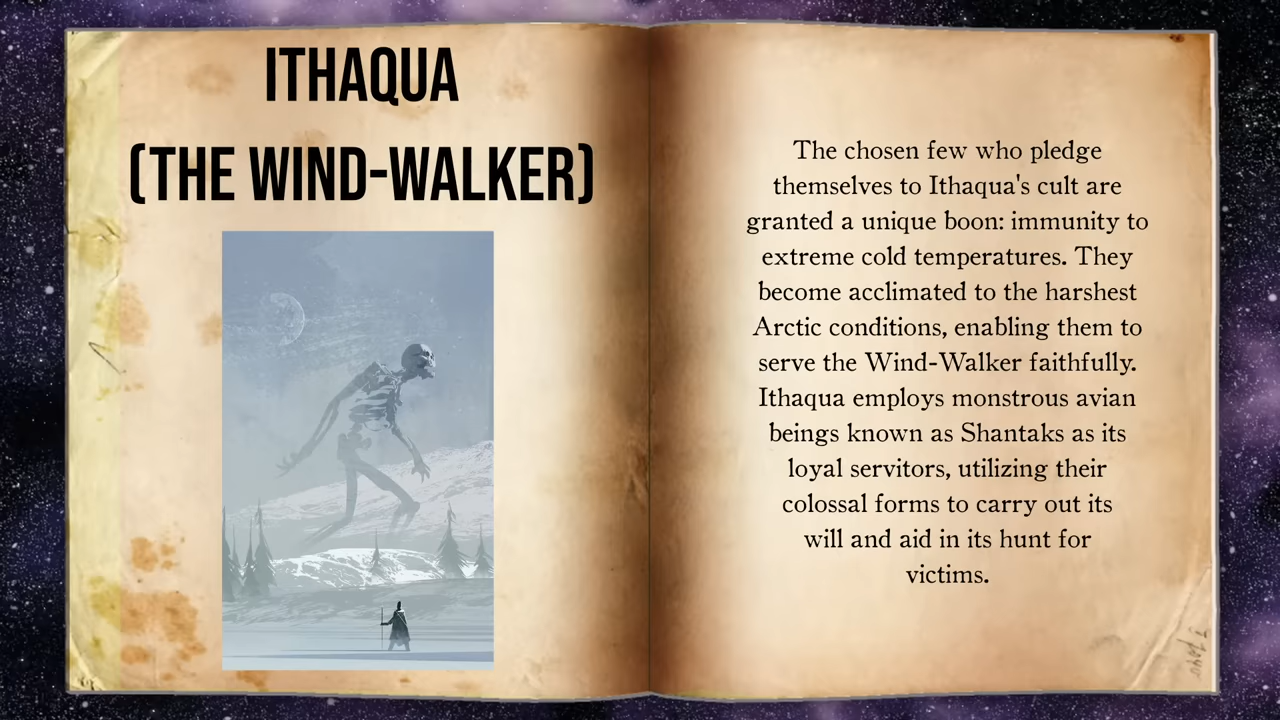 ITHAQUA
(THE WIND-WALKER)
The chosen few who pledge
themselves to Ithaqua's cult are
granted a unique boon: immunity to
extreme cold temperatures. They
become acclimated to the harshest
Arctic conditions, enabling them to
serve the Wind-Walker faithfully.
Ithaqua employs monstrous avian
beings known as Shantaks as its
loyal servitors, utilizing their
colossal forms to carry out its
will and aid in its hunt for
victims.